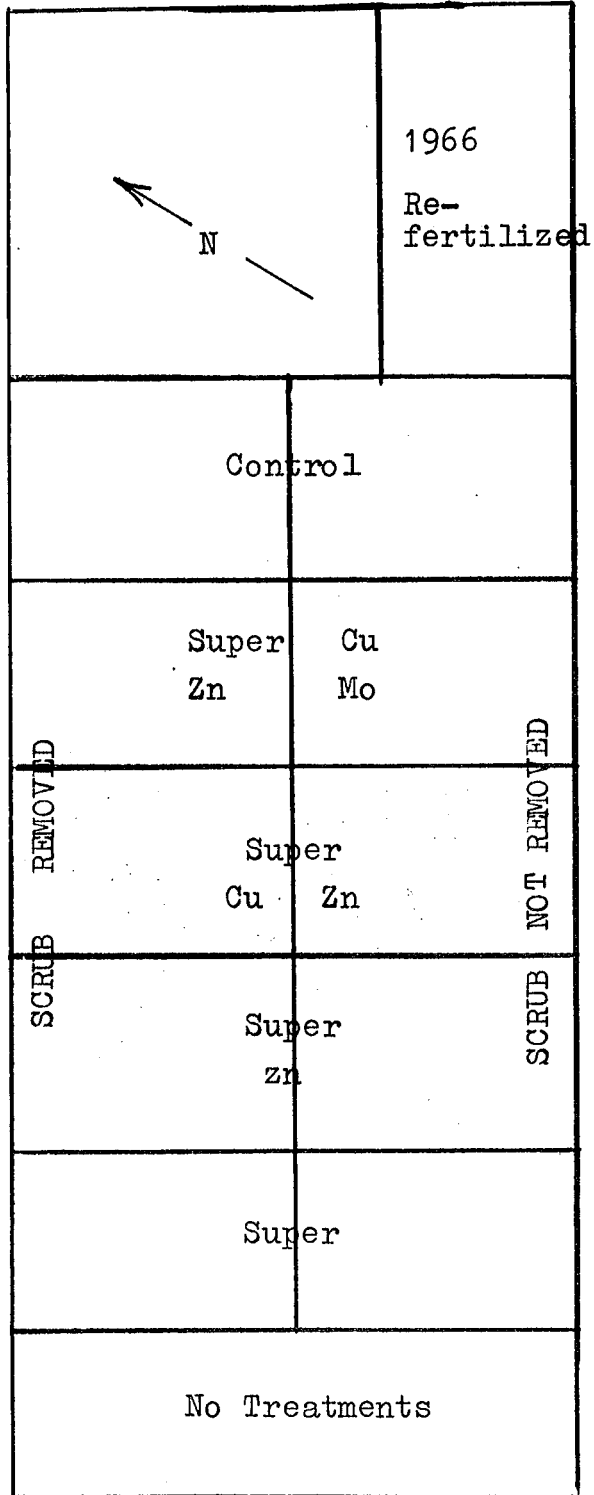 1966
Re-
fertilized
N
Control
Super Cu
Zn Mo
SCRUB REMOVED
SCRUB NOT REMOVED
Super
Cu Zn
Super
zn
Super
No Treatments